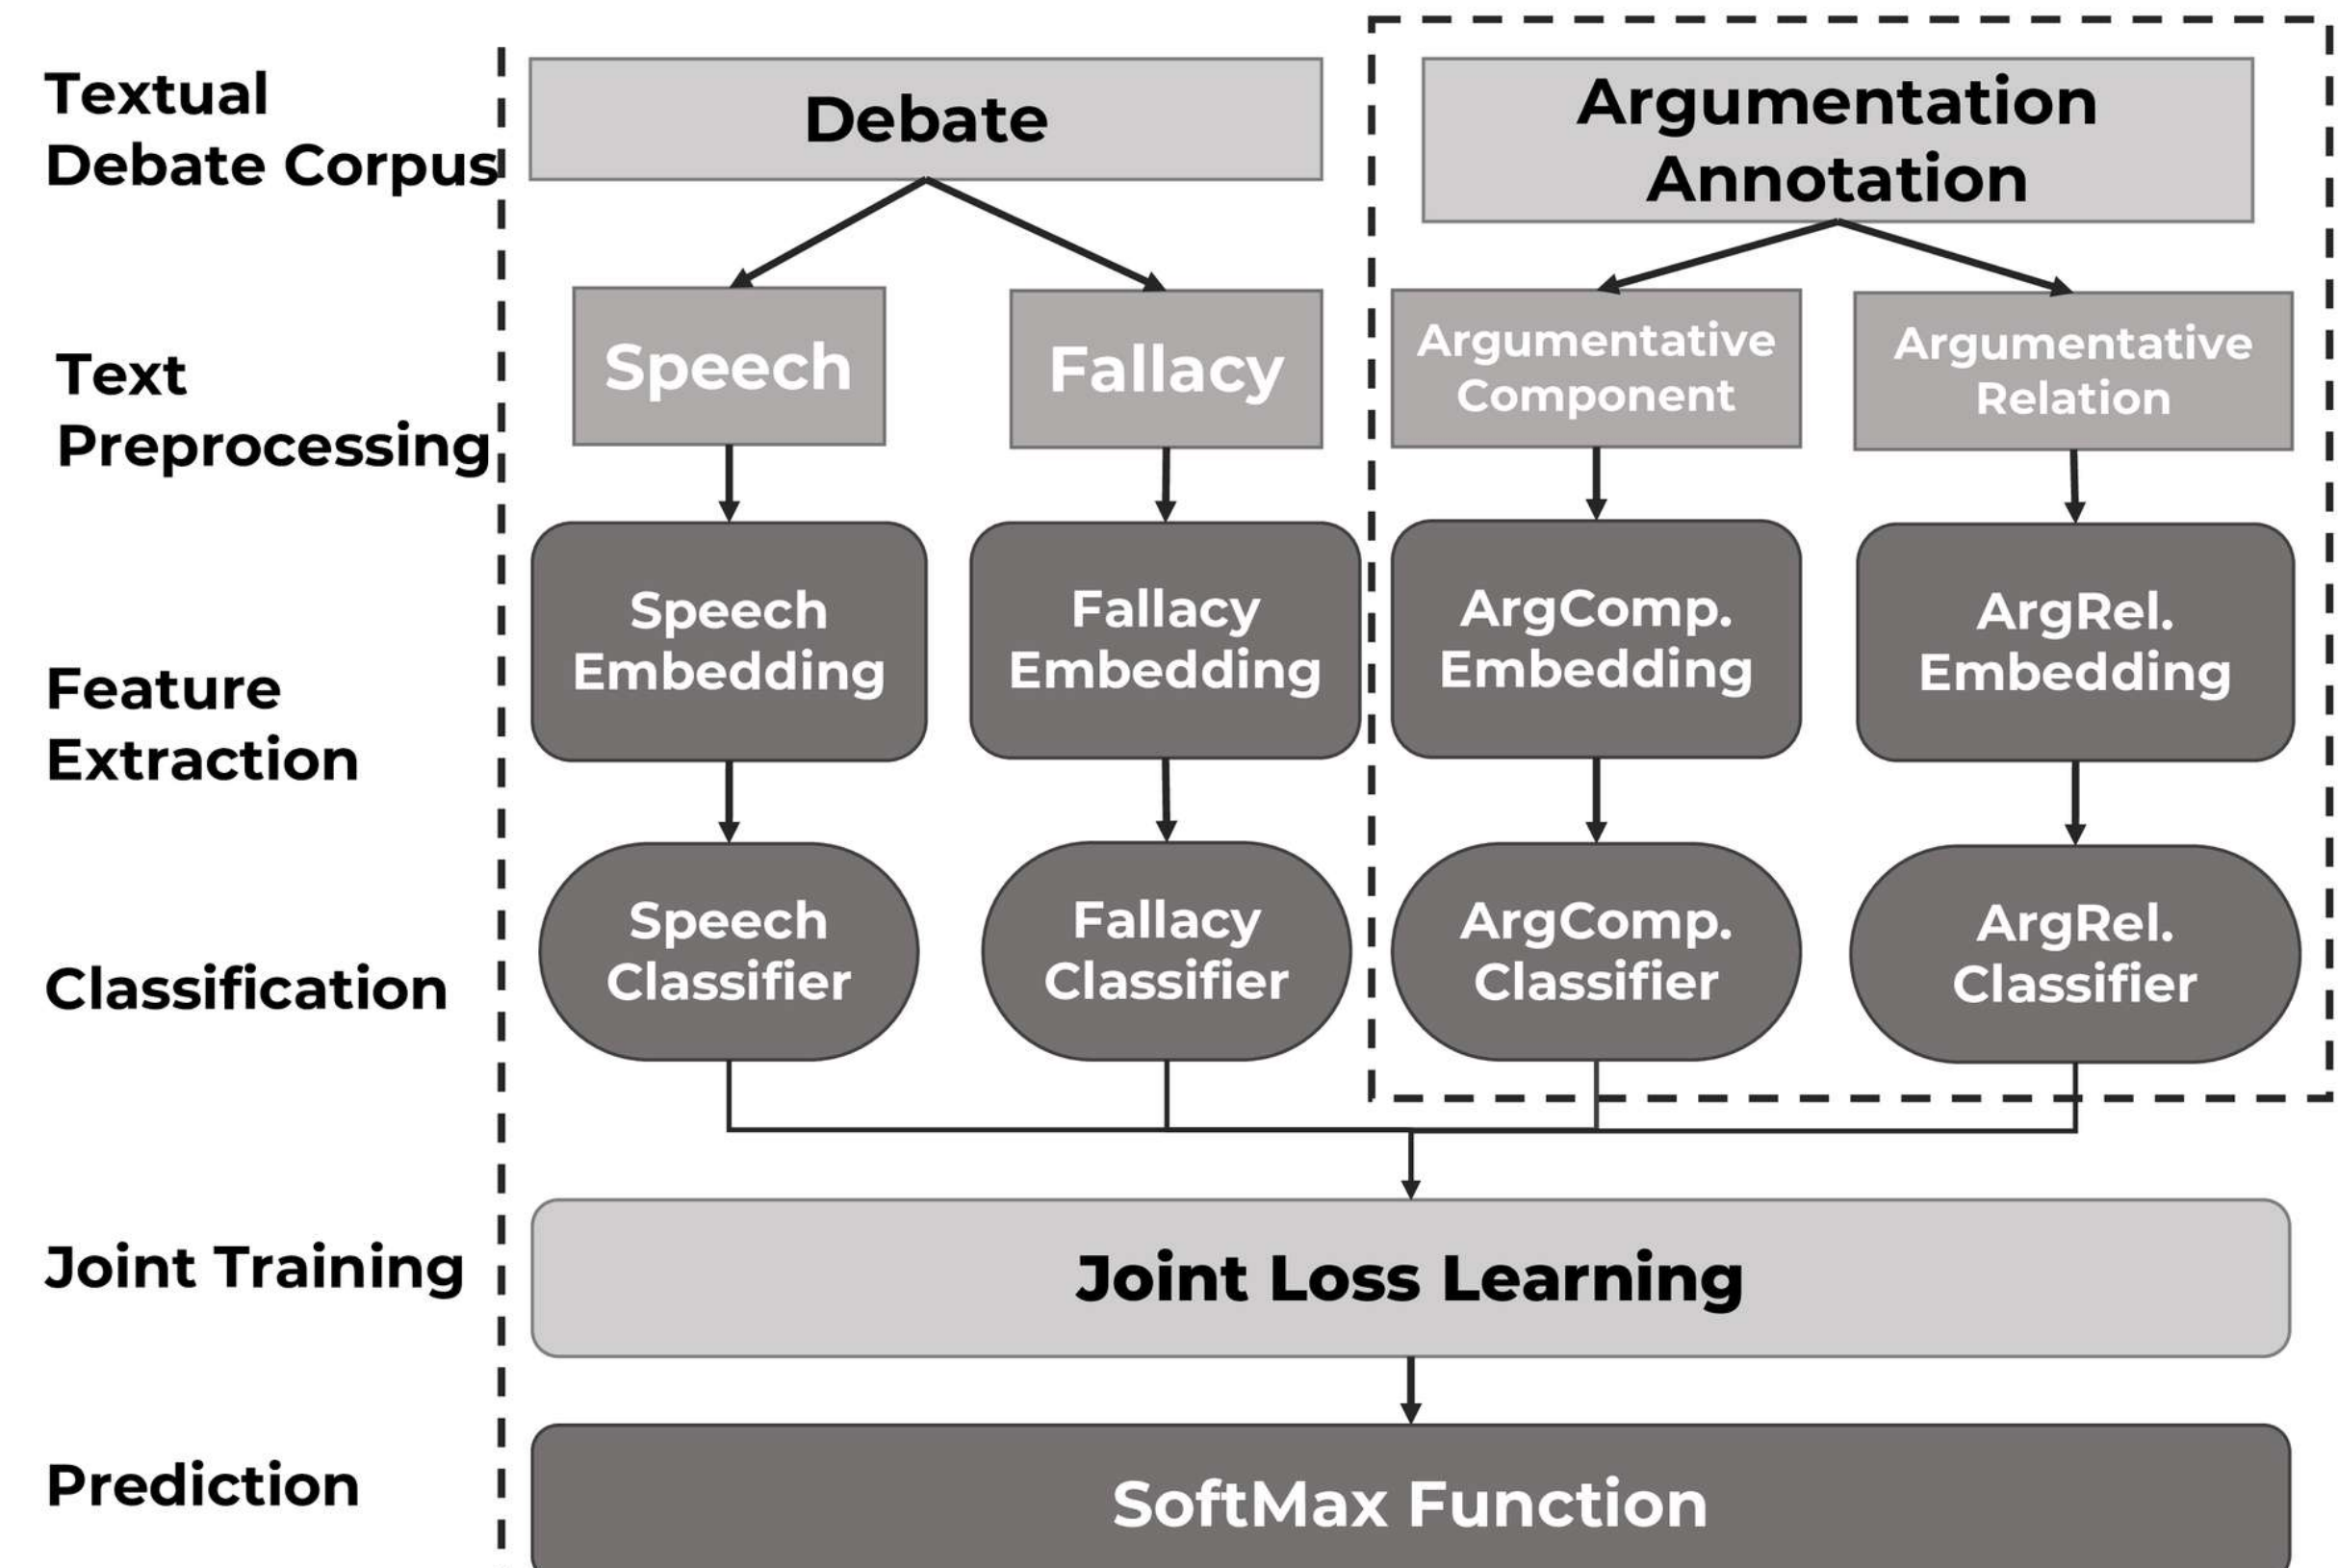 Textual
Debate Corpus
Debate
Argumentation
Annotation
Text
Preprocessing
Speech
Fallacy
Argumentative
Component
Argumentative
Relation
Feature
Extraction
Speech
Embedding
Fallacy
Embedding
ArgComp.
Embedding
ArgRel.
Embedding
Classification
Speech
Classifier
Fallacy
Classifier
ArgComp.
Classifier
ArgRel.
Classifier
Joint Training
Joint Loss Learning
Prediction
SoftMax Function